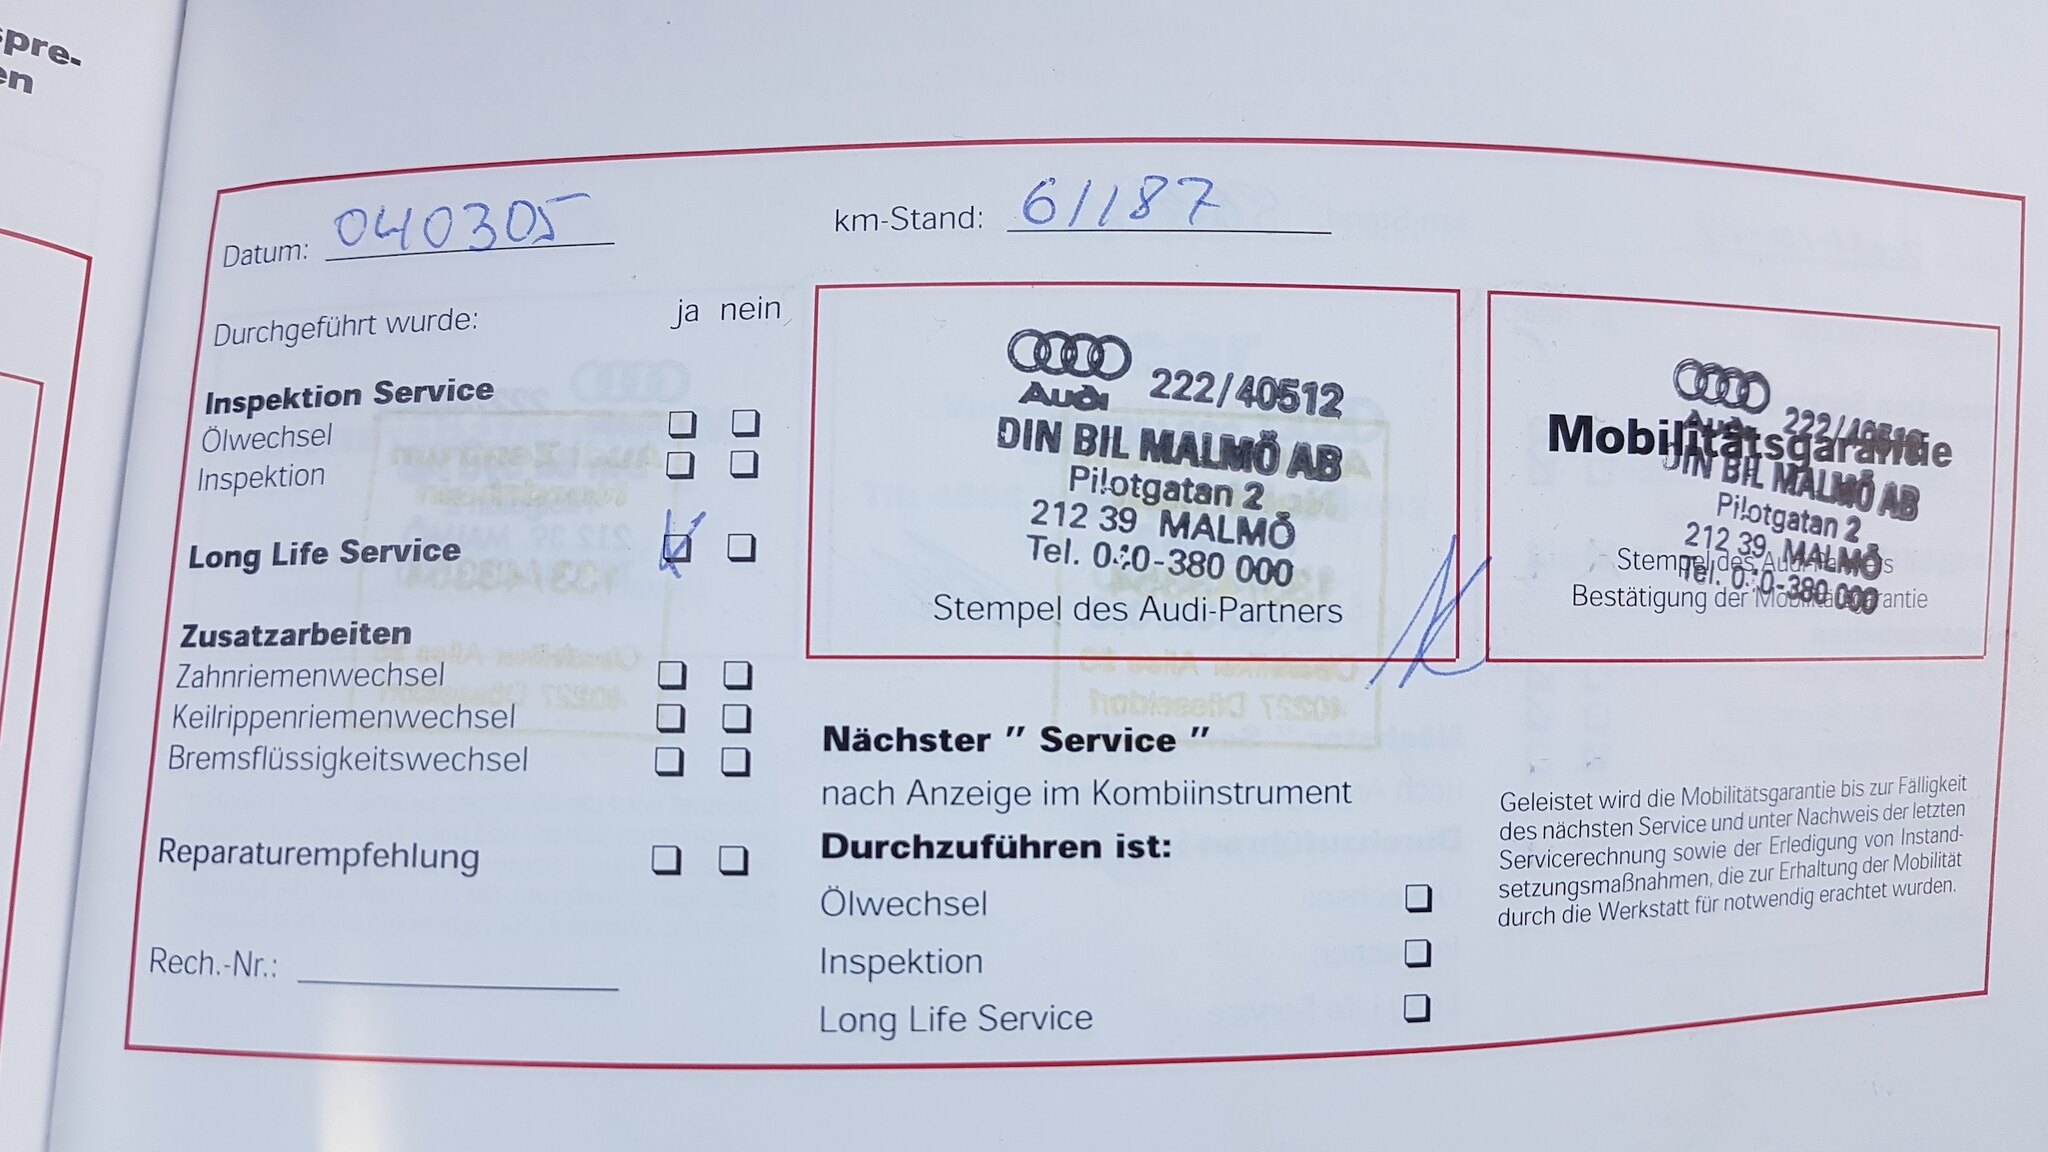 spre-
en
Datum: 040305
km-Stand: 61187
Durchgeführt wurde: ja nein
Inspektion Service
Ölwechsel
Inspektion
Long Life Service
Zusatzarbeiten
Zahnriemenwechsel
Keilrippenriemenwechsel
Bremsflüssigkeitswechsel
Reparaturempfehlung
Rech.-Nr.:
Audi 222/40512
DIN BIL MALMÖ AB
Pilotgatan 2
212 39 MALMÖ
Tel. 040-380 000
Stempel des Audi-Partners
Nächster " Service "
nach Anzeige im Kombiinstrument
Durchzuführen ist:
Ölwechsel
Inspektion
Long Life Service
Audi 222/40512
Mobilitätsgarantie
DIN BIL MALMÖ AB
Pilotgatan 2
212 39 MALMÖ
Stempel des Audi-Partners
Tel. 040-380 000
Bestätigung der Mobilitätsgarantie
Geleistet wird die Mobilitätsgarantie bis zur Fälligkeit
des nächsten Service und unter Nachweis der letzten
Servicerechnung sowie der Erledigung von Instand-
setzungsmaßnahmen, die zur Erhaltung der Mobilität
durch die Werkstatt für notwendig erachtet wurden.